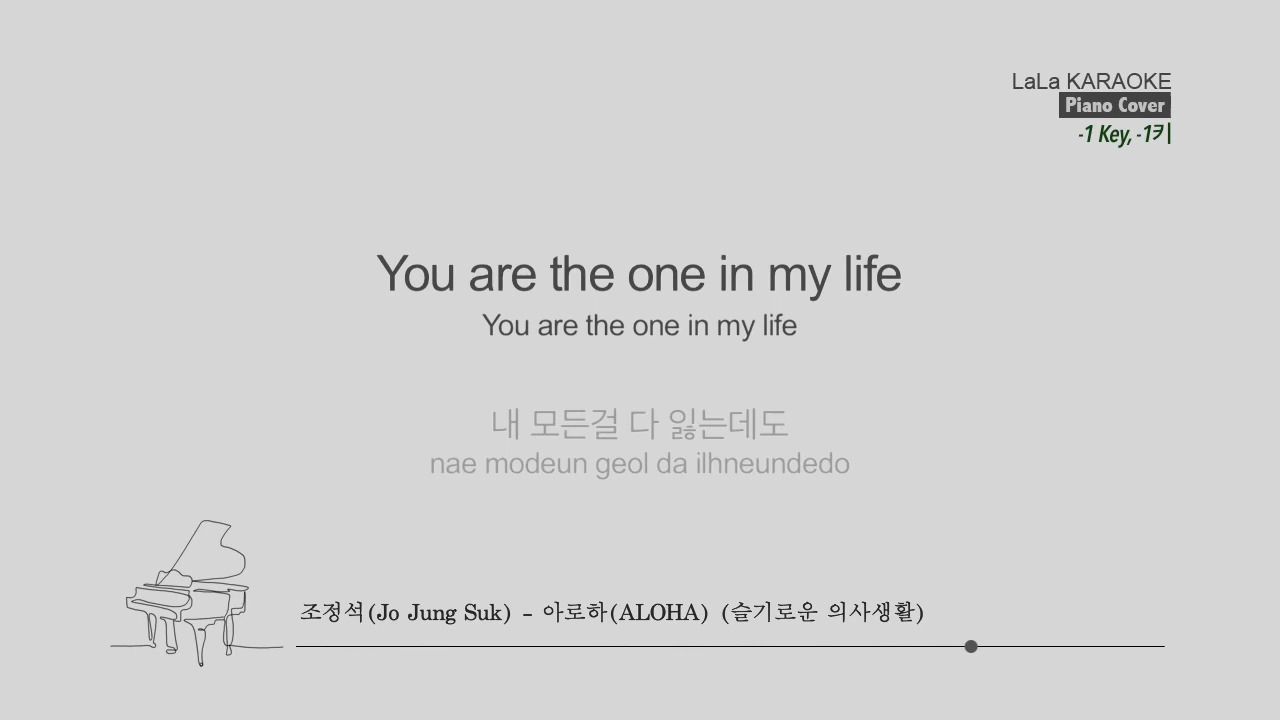 LaLa KARAOKE
Piano Cover
-1 Key, -1키
You are the one in my life
You are the one in my life
내 모든걸 다 잃는데도
nae modeun geol da ilhneundedo
조정석(Jo Jung Suk) - 아로하(ALOHA) (슬기로운 의사생활)